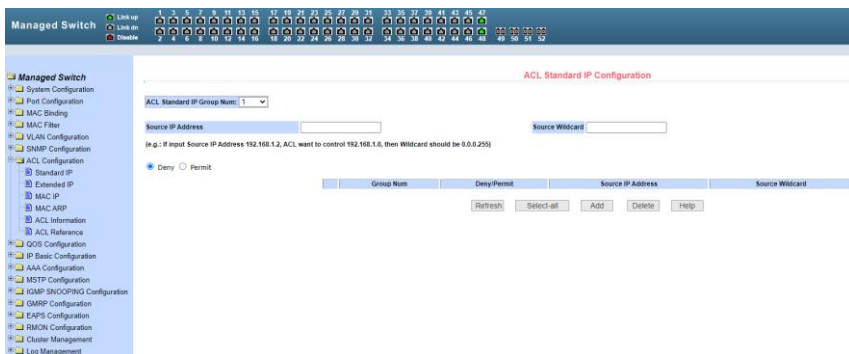 Managed Switch
Link up
Link dn
Disable
1 3 5 7 9 11 13 15 17 19 21 23 25 27 29 31 33 35 37 39 41 43 45 47
2 4 6 8 10 12 14 16 18 20 22 24 26 28 30 32 34 36 38 40 42 44 46 48 49 50 51 52
Managed Switch
System Configuration
Port Configuration
MAC Binding
MAC Filter
VLAN Configuration
SNMP Configuration
ACL Configuration
Standard IP
Extended IP
MAC IP
MAC ARP
ACL Information
ACL Reference
QOS Configuration
IP Basic Configuration
AAA Configuration
MSTP Configuration
IGMP SNOOPING Configuration
GMRP Configuration
EAPS Configuration
RMON Configuration
Cluster Management
Log Management
ACL Standard IP Configuration
ACL Standard IP Group Num: 1
Source IP Address Source Wildcard
(e.g.: If input Source IP Address 192.168.1.2, ACL want to control 192.168.1.0, then Wildcard should be 0.0.0.255)
Deny Permit
Group Num Deny/Permit Source IP Address Source Wildcard
Refresh Select-all Add Delete Help